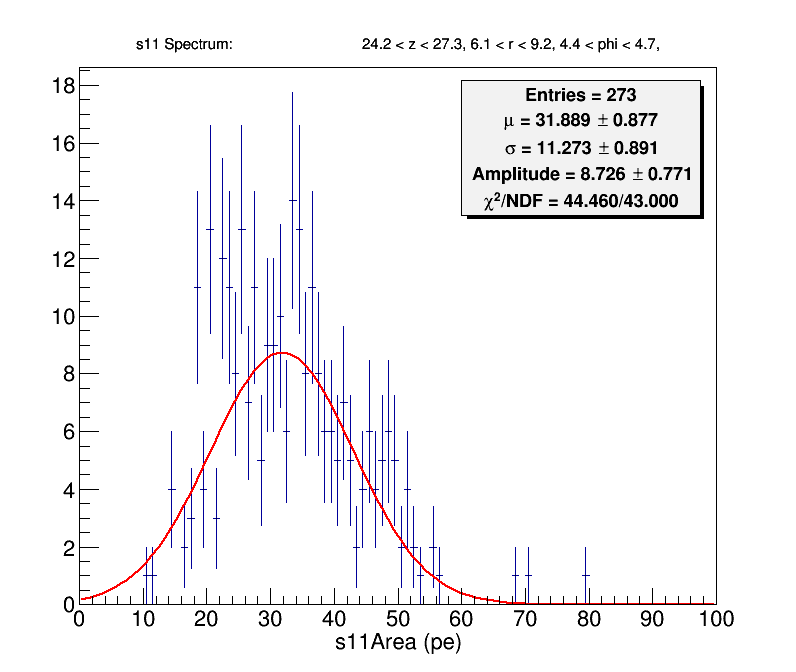 s11 Spectrum: 24.2 < z < 27.3, 6.1 < r < 9.2, 4.4 < phi < 4.7,
Entries = 273
μ = 31.889 ± 0.877
σ = 11.273 ± 0.891
Amplitude = 8.726 ± 0.771
χ²/NDF = 44.460/43.000
18
16
14
12
10
8
6
4
2
0
0 10 20 30 40 50 60 70 80 90 100
s11Area (pe)